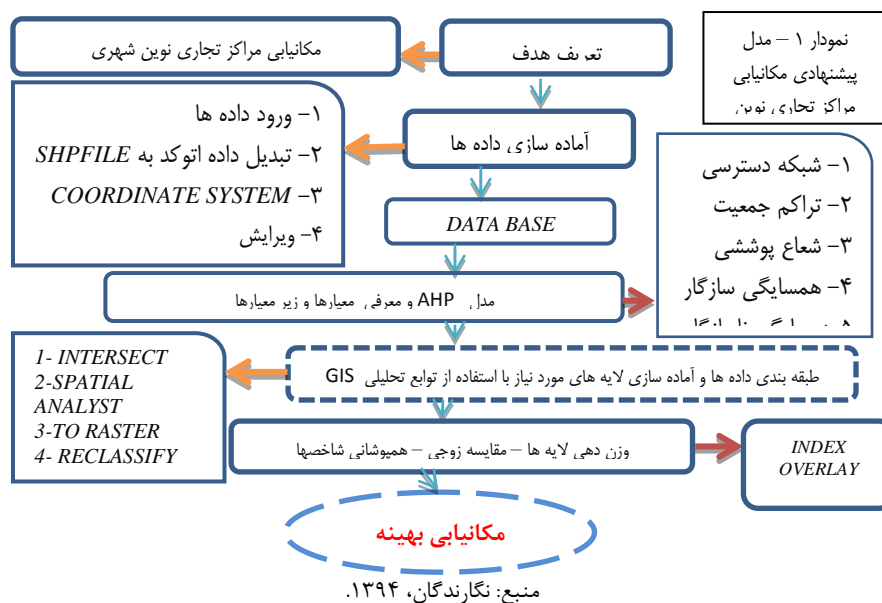 نمودار ۱ – مدل
پیشنهادی مکانیابی
مراکز تجاری نوین
تعریف هدف
مکانیابی مراکز تجاری نوین شهری
آماده سازی داده ها
۱- ورود داده ها
۲- تبدیل داده اتوکد به SHPFILE
۳- COORDINATE SYSTEM
۴- ویرایش
DATA BASE
مدل AHP و معرفی معیارها و زیر معیارها
۱- شبکه دسترسی
۲- تراکم جمعیت
۳- شعاع پوششی
۴- همسایگی سازگار
طبقه بندی داده ها و آماده سازی لایه های مورد نیاز با استفاده از توابع تحلیلی GIS
1- INTERSECT
2-SPATIAL
ANALYST
3-TO RASTER
4- RECLASSIFY
وزن دهی لایه ها – مقایسه زوجی – همپوشانی شاخصها
INDEX
OVERLAY
مکانیابی بهینه
منبع: نگارندگان، ۱۳۹۴.